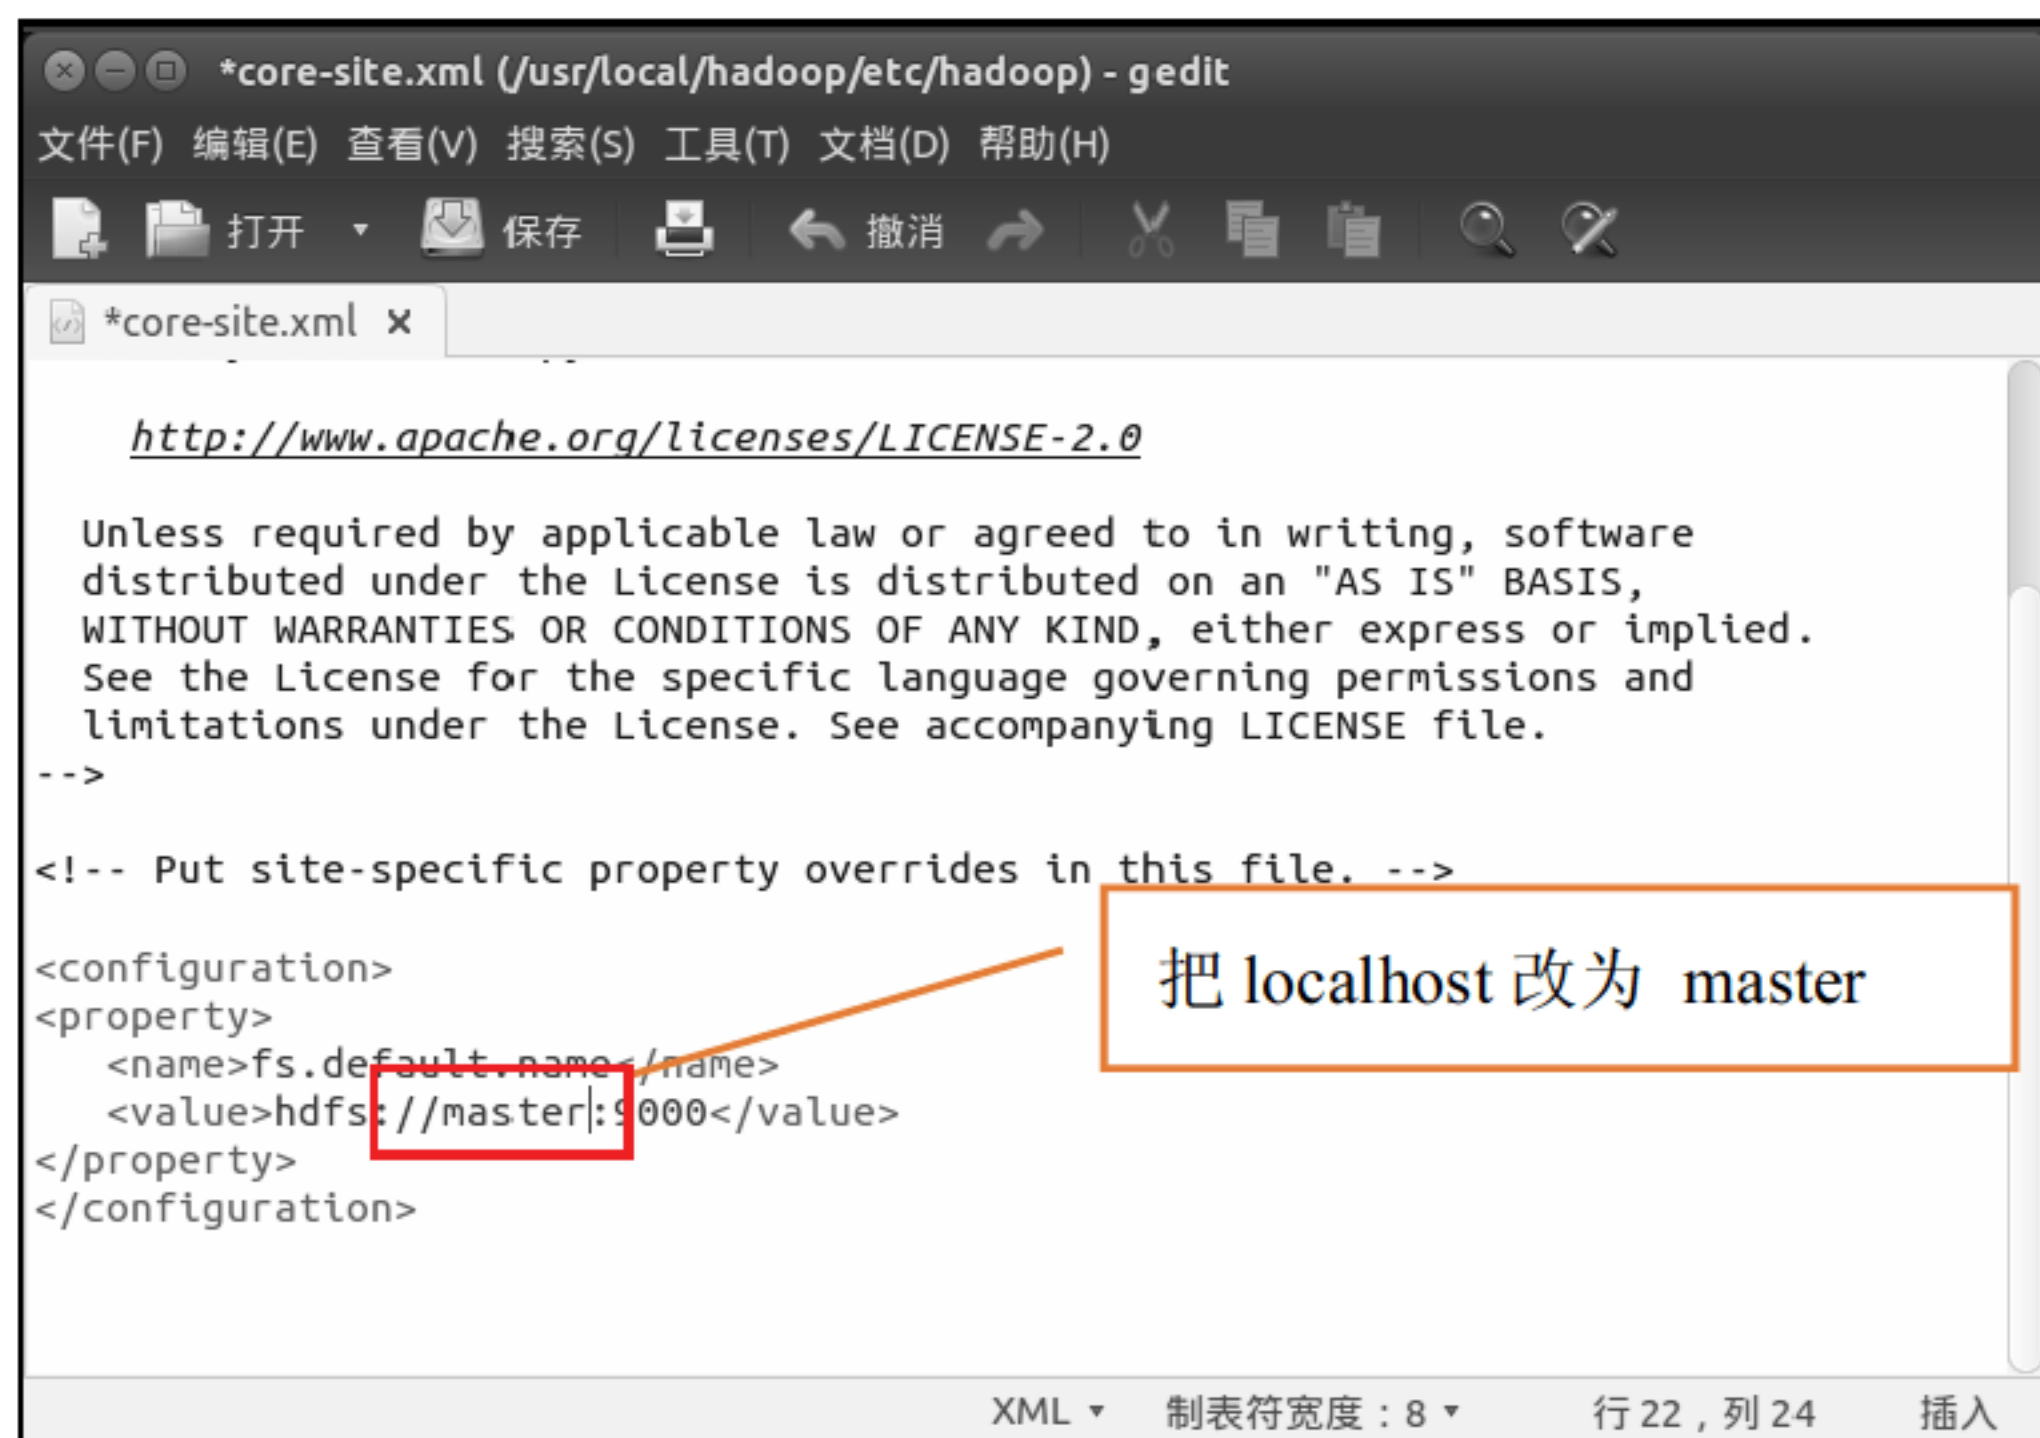 *core-site.xml (/usr/local/hadoop/etc/hadoop) - gedit
文件(F) 编辑(E) 查看(V) 搜索(S) 工具(T) 文档(D) 帮助(H)
打开 保存 撤消
*core-site.xml
http://www.apache.org/licenses/LICENSE-2.0
Unless required by applicable law or agreed to in writing, software
distributed under the License is distributed on an "AS IS" BASIS,
WITHOUT WARRANTIES OR CONDITIONS OF ANY KIND, either express or implied.
See the License for the specific language governing permissions and
limitations under the License. See accompanying LICENSE file.
-->
<!-- Put site-specific property overrides in this file. -->
把 localhost 改为 master
<configuration>
<property>
<name>fs.default.name</name>
<value>hdfs://master:9000</value>
</property>
</configuration>
XML 制表符宽度：8 行 22，列 24 插入